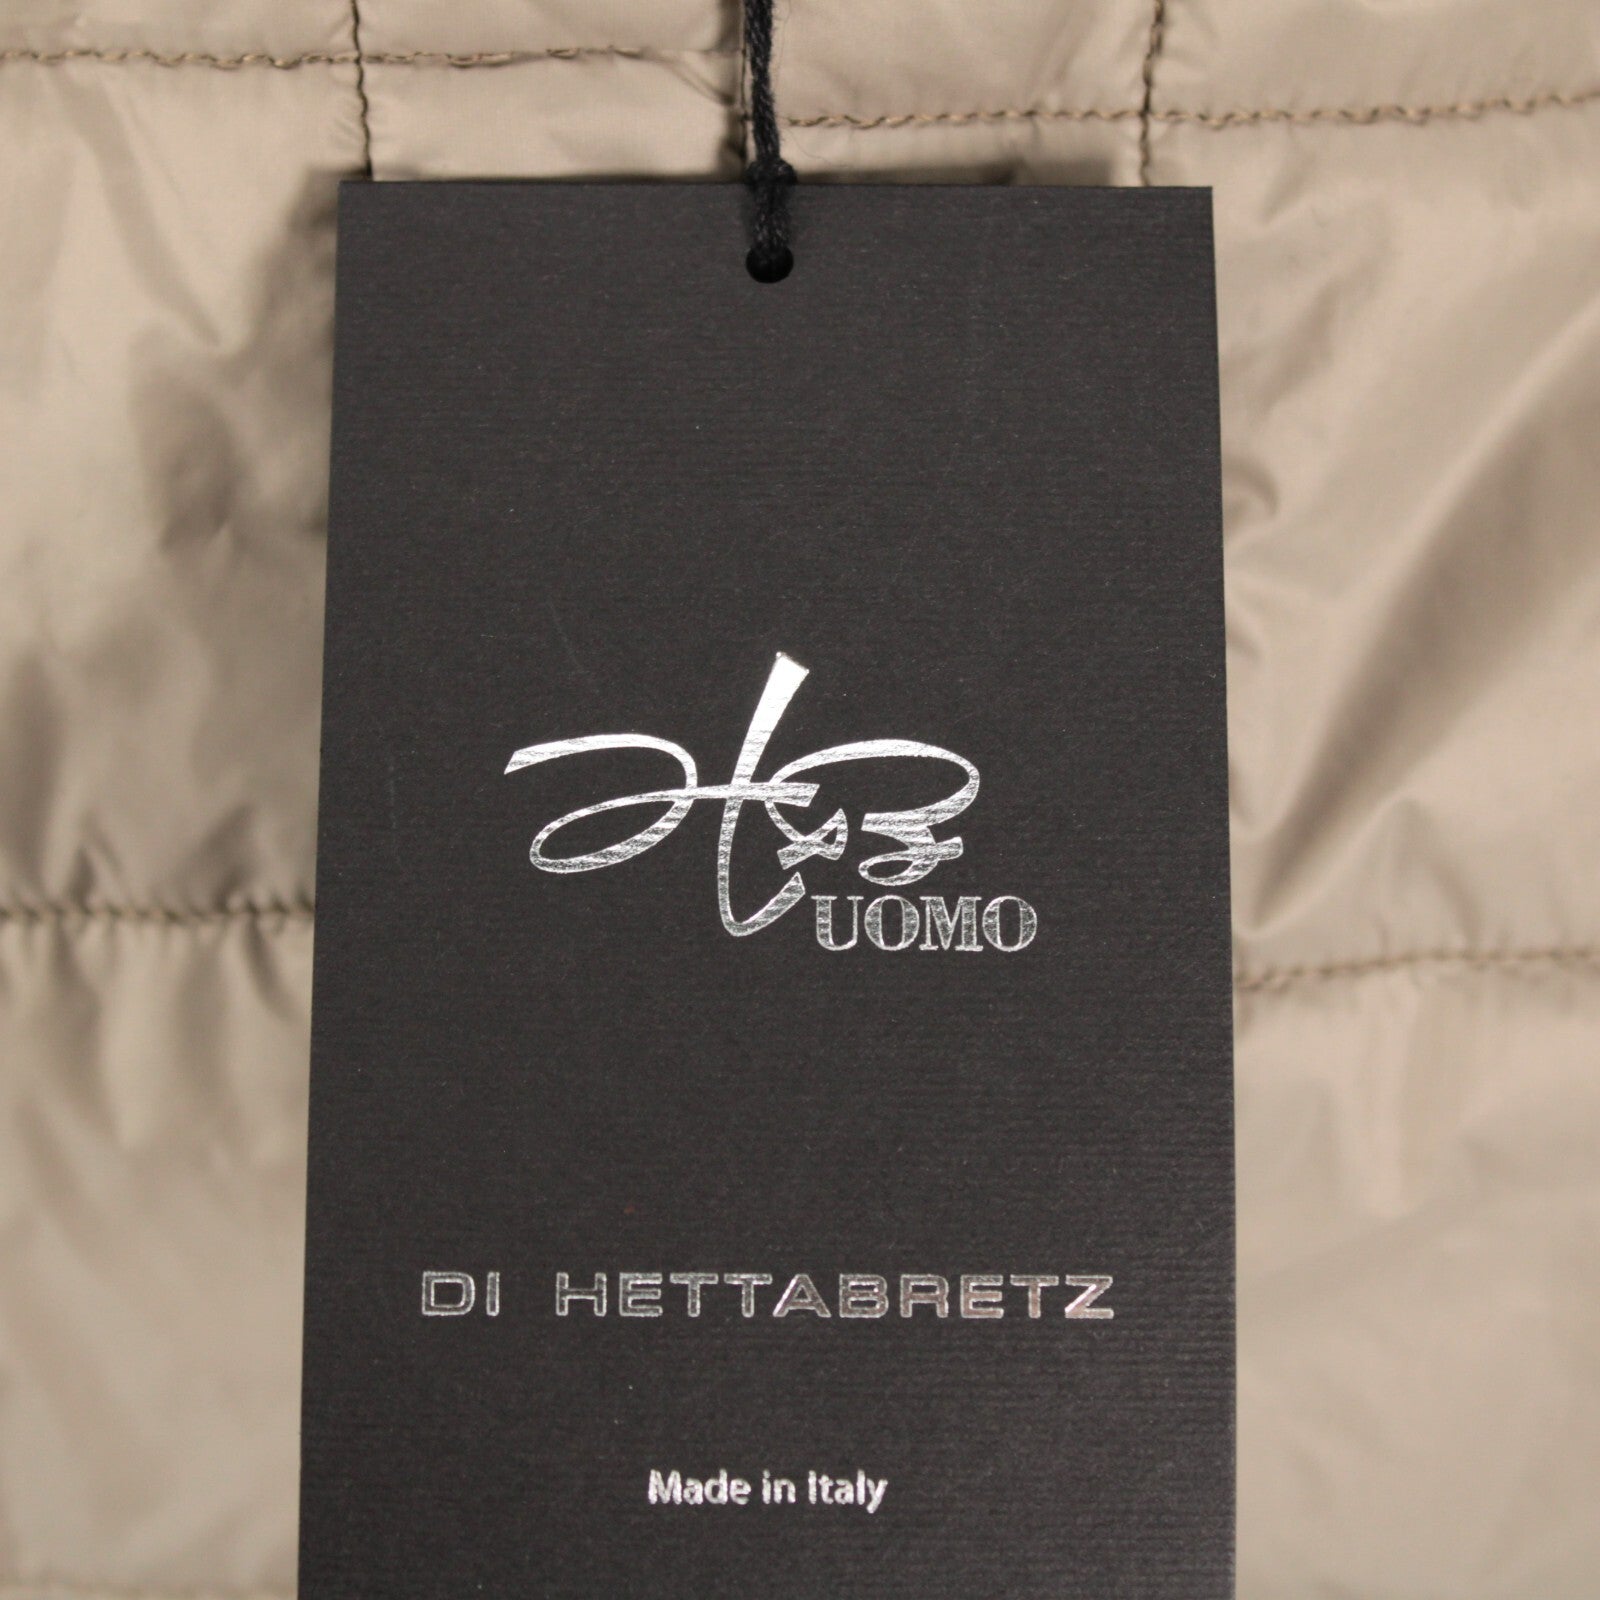 UOMO
DI HETTABRETZ
Made in Italy